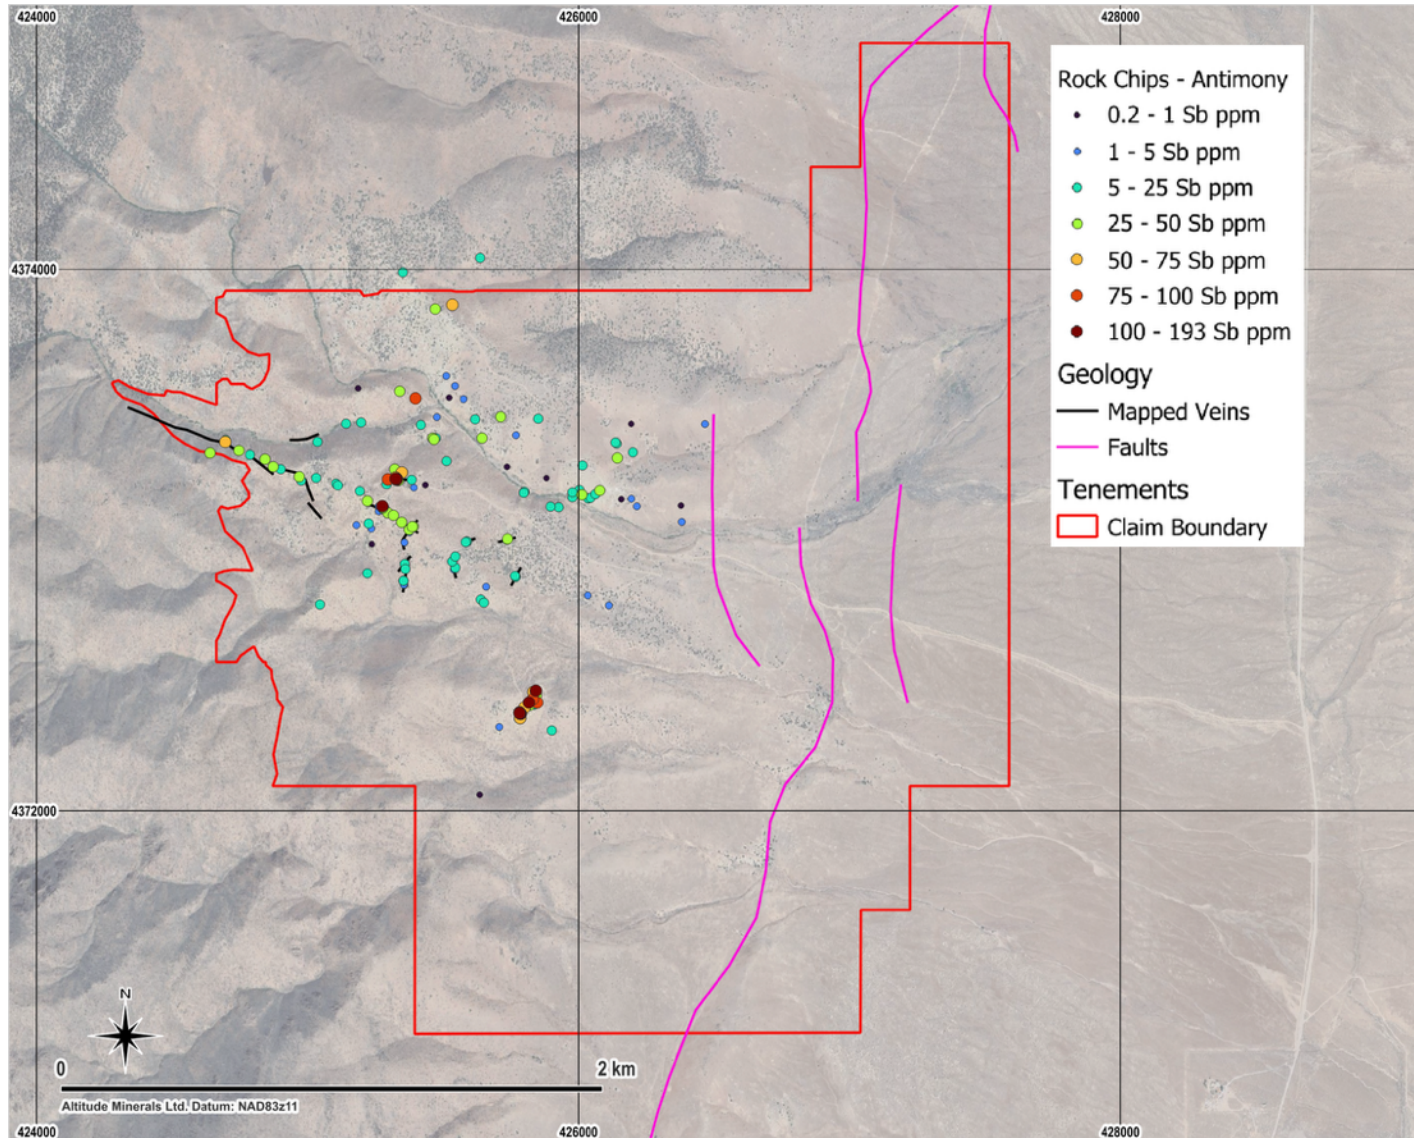 424000
426000
428000
Rock Chips - Antimony
0.2 - 1 Sb ppm
1 - 5 Sb ppm
5 - 25 Sb ppm
25 - 50 Sb ppm
50 - 75 Sb ppm
75 - 100 Sb ppm
100 - 193 Sb ppm
Geology
Mapped Veins
Faults
Tenements
Claim Boundary
4374000
4372000
N
0
2 km
Altitude Minerals Ltd. Datum: NAD83z11
424000
426000
428000